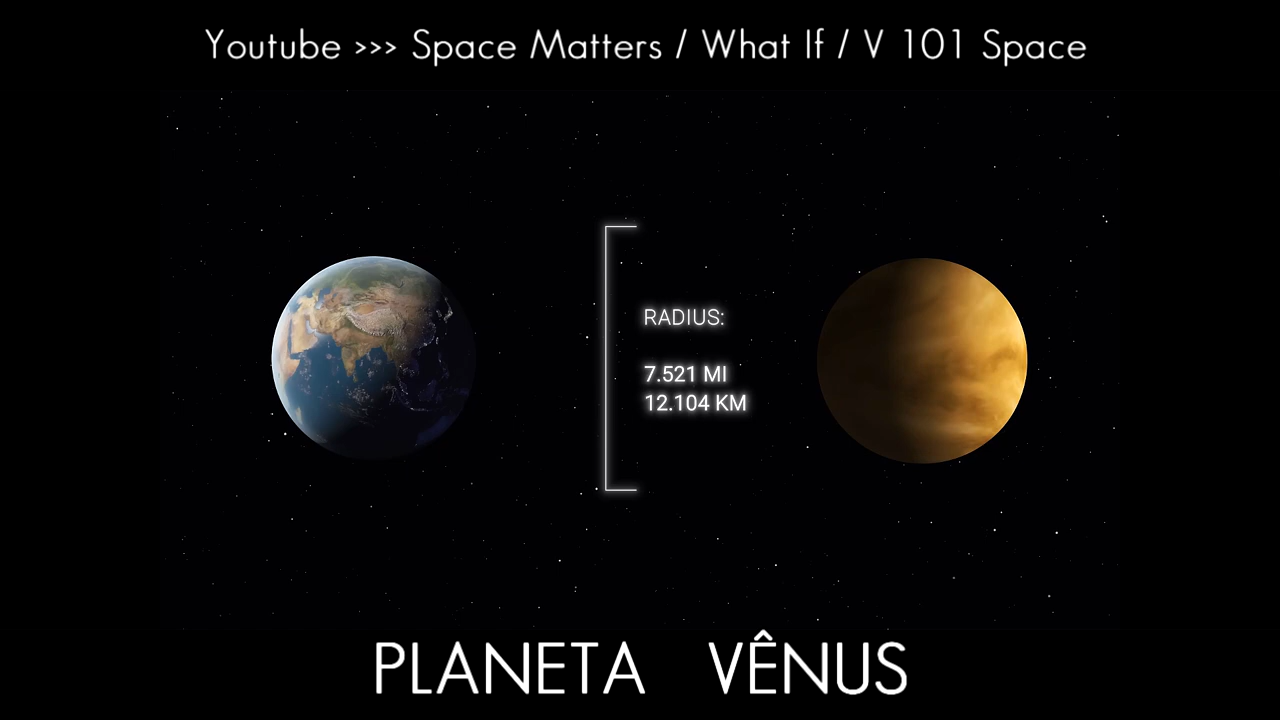 Youtube >>> Space Matters / What If / V 101 Space
RADIUS:
7.521 MI
12.104 KM
PLANETA VÊNUS